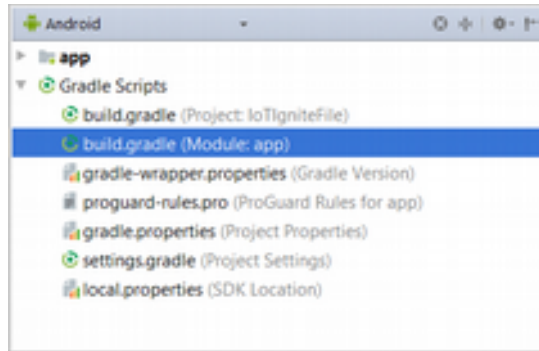 Android
app
Gradle Scripts
build.gradle (Project: IoTIgniteFile)
build.gradle (Module: app)
gradle-wrapper.properties (Gradle Version)
proguard-rules.pro (ProGuard Rules for app)
gradle.properties (Project Properties)
settings.gradle (Project Settings)
local.properties (SDK Location)